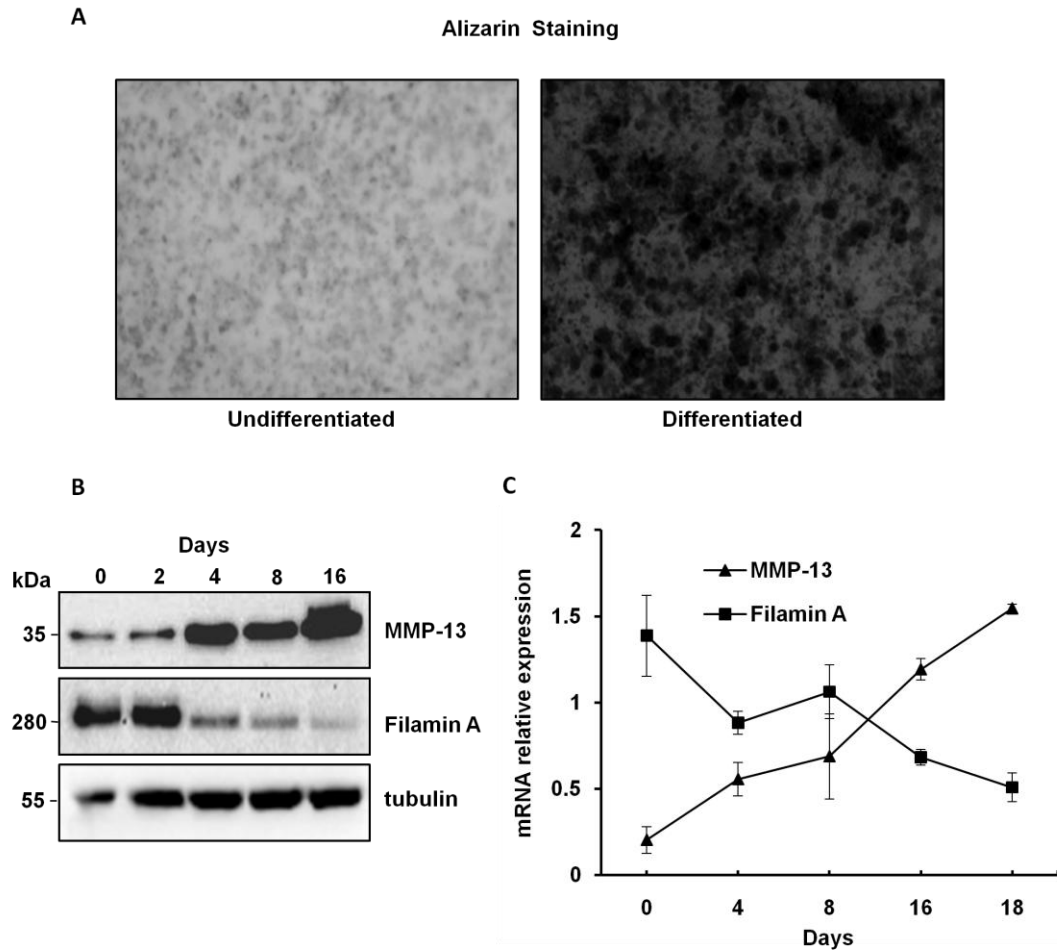 A
Alizarin Staining
Undifferentiated
Differentiated
B
Days
kDa 0 2 4 8 16
35 - MMP-13
280 - Filamin A
55 - tubulin
C
2
1.5
1
0.5
0
mRNA relative expression
MMP-13
Filamin A
0 4 8 16 18
Days